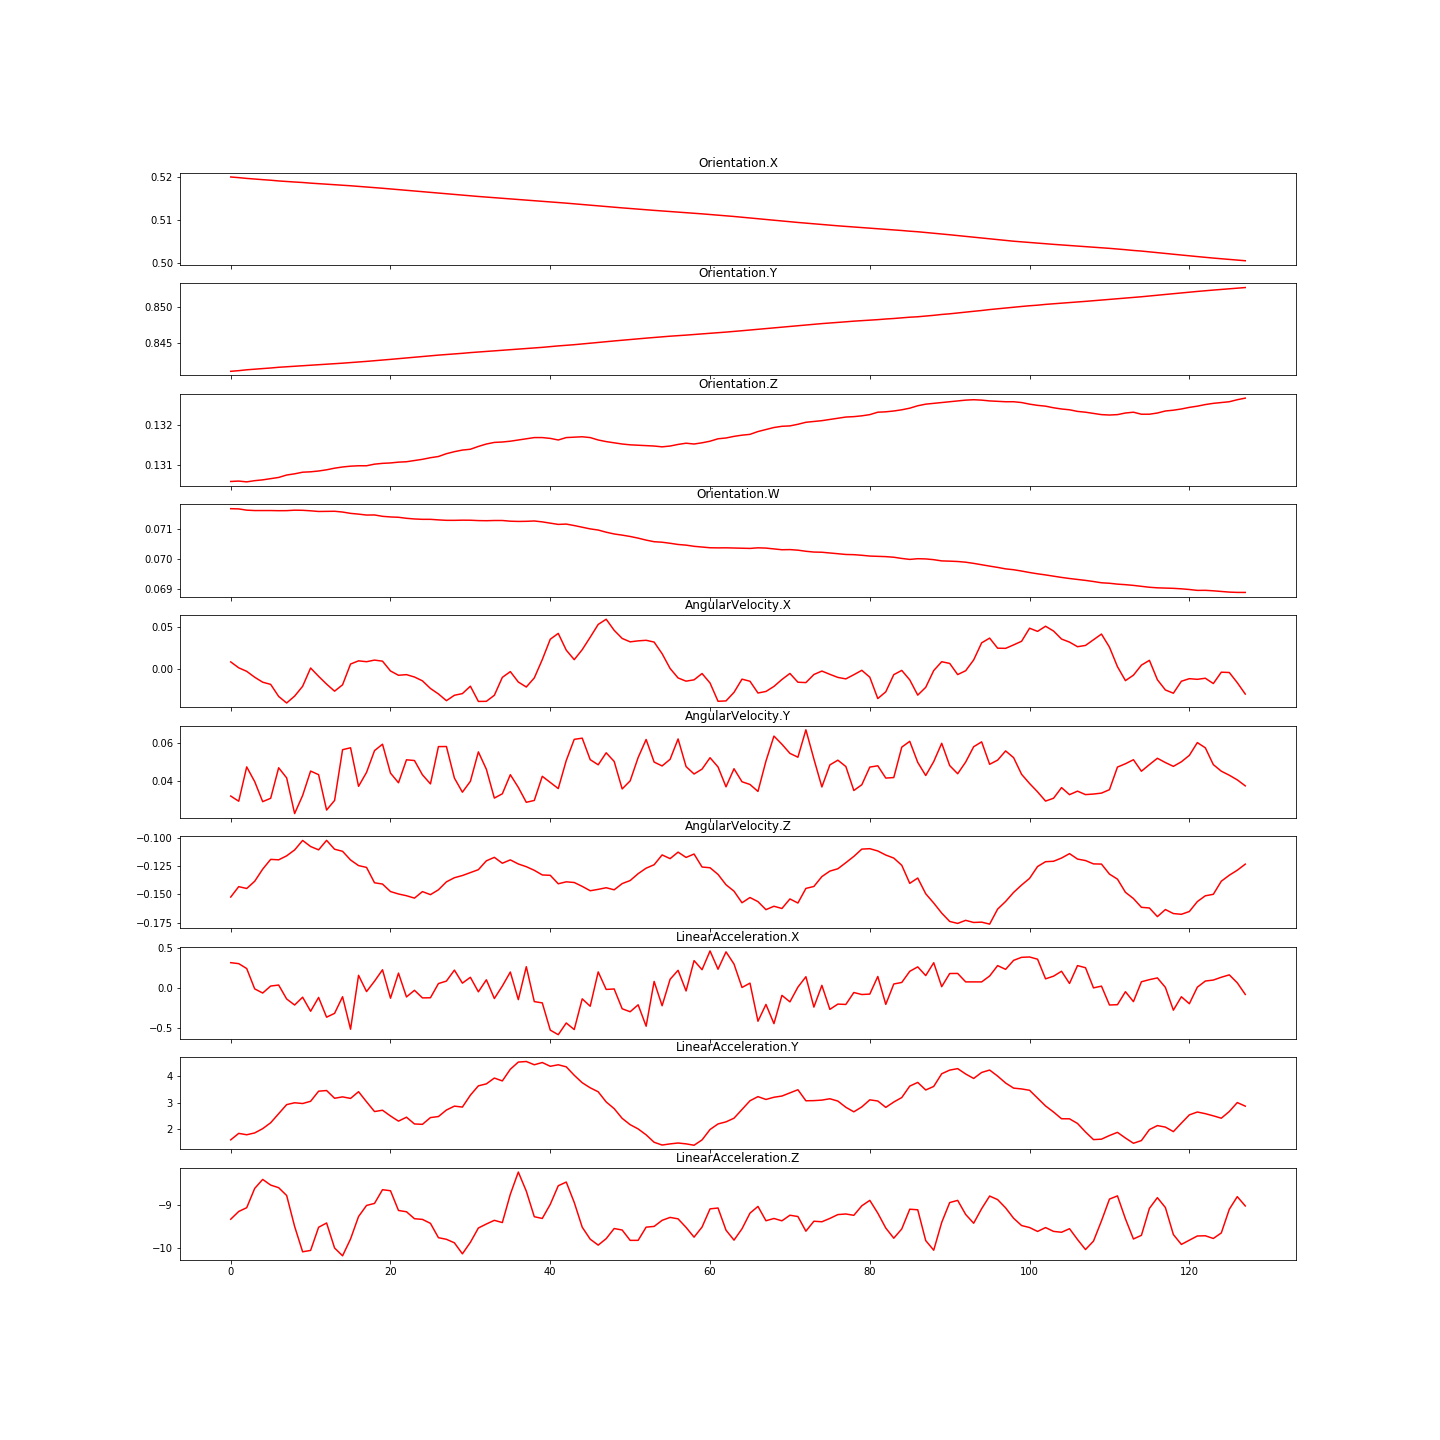 Orientation.X
0.52
0.51
0.50
Orientation.Y
0.850
0.845
Orientation.Z
0.132
0.131
Orientation.W
0.071
0.070
0.069
AngularVelocity.X
0.05
0.00
AngularVelocity.Y
0.06
0.04
AngularVelocity.Z
−0.100
−0.125
−0.150
−0.175
LinearAcceleration.X
0.5
0.0
−0.5
LinearAcceleration.Y
4
3
2
LinearAcceleration.Z
−9
−10
0 20 40 60 80 100 120